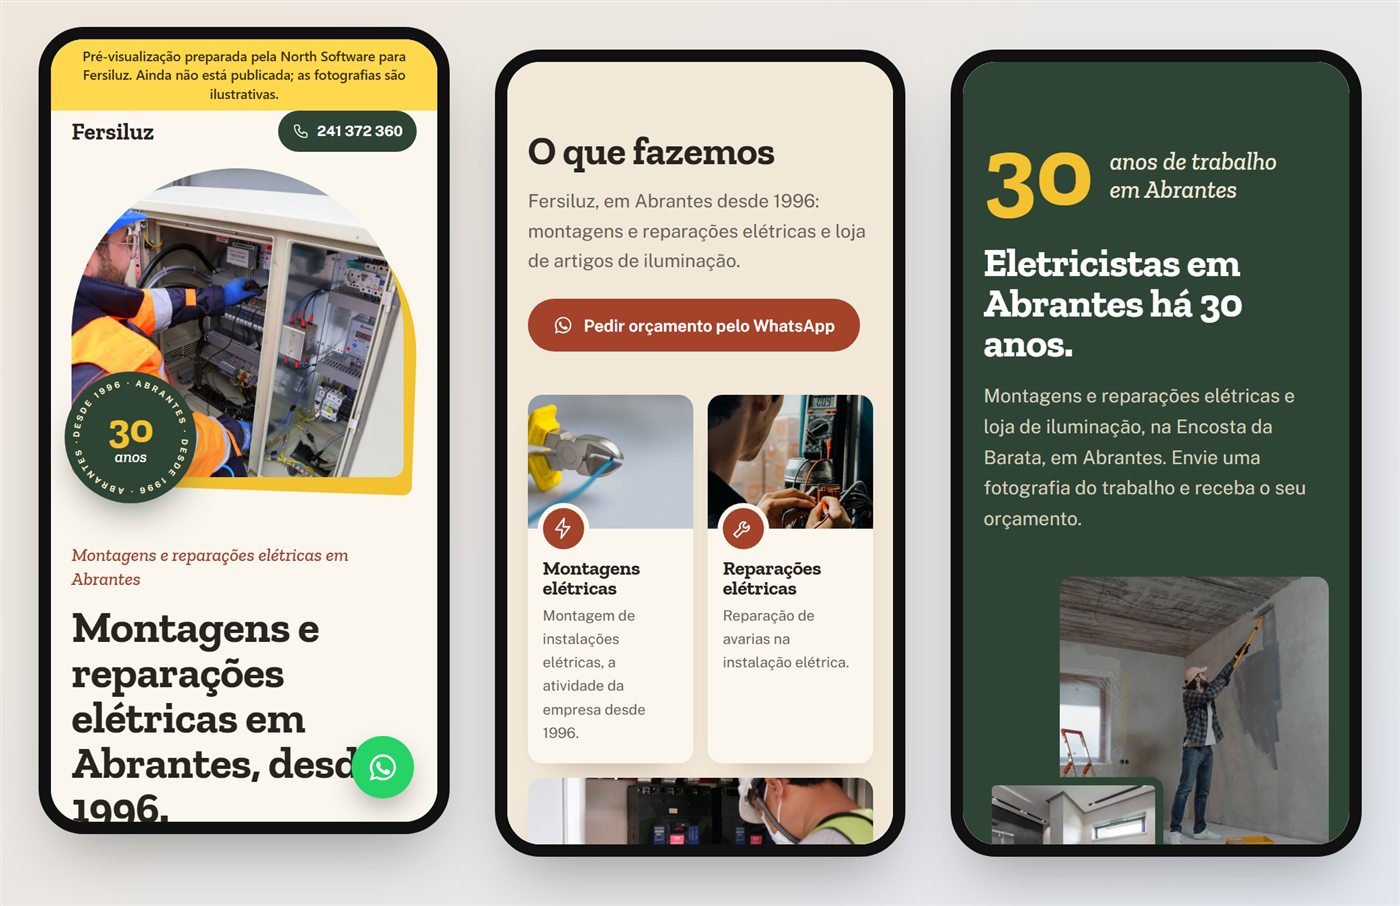 Pré-visualização preparada pela North Software para
Fersiluz. Ainda não está publicada; as fotografias são
ilustrativas.
Fersiluz
241 372 360
DESDE 1996 · ABRANTES · DESDE 1996 · ABRANTES ·
30
anos
Montagens e reparações elétricas em
Abrantes
Montagens e
reparações
elétricas em
Abrantes, desd
1996.
O que fazemos
Fersiluz, em Abrantes desde 1996:
montagens e reparações elétricas e loja
de artigos de iluminação.
Pedir orçamento pelo WhatsApp
Montagens
elétricas
Montagem de
instalações
elétricas, a
atividade da
empresa desde
1996.
Reparações
elétricas
Reparação de
avarias na
instalação elétrica.
30
anos de trabalho
em Abrantes
Eletricistas em
Abrantes há 30
anos.
Montagens e reparações elétricas e
loja de iluminação, na Encosta da
Barata, em Abrantes. Envie uma
fotografia do trabalho e receba o seu
orçamento.